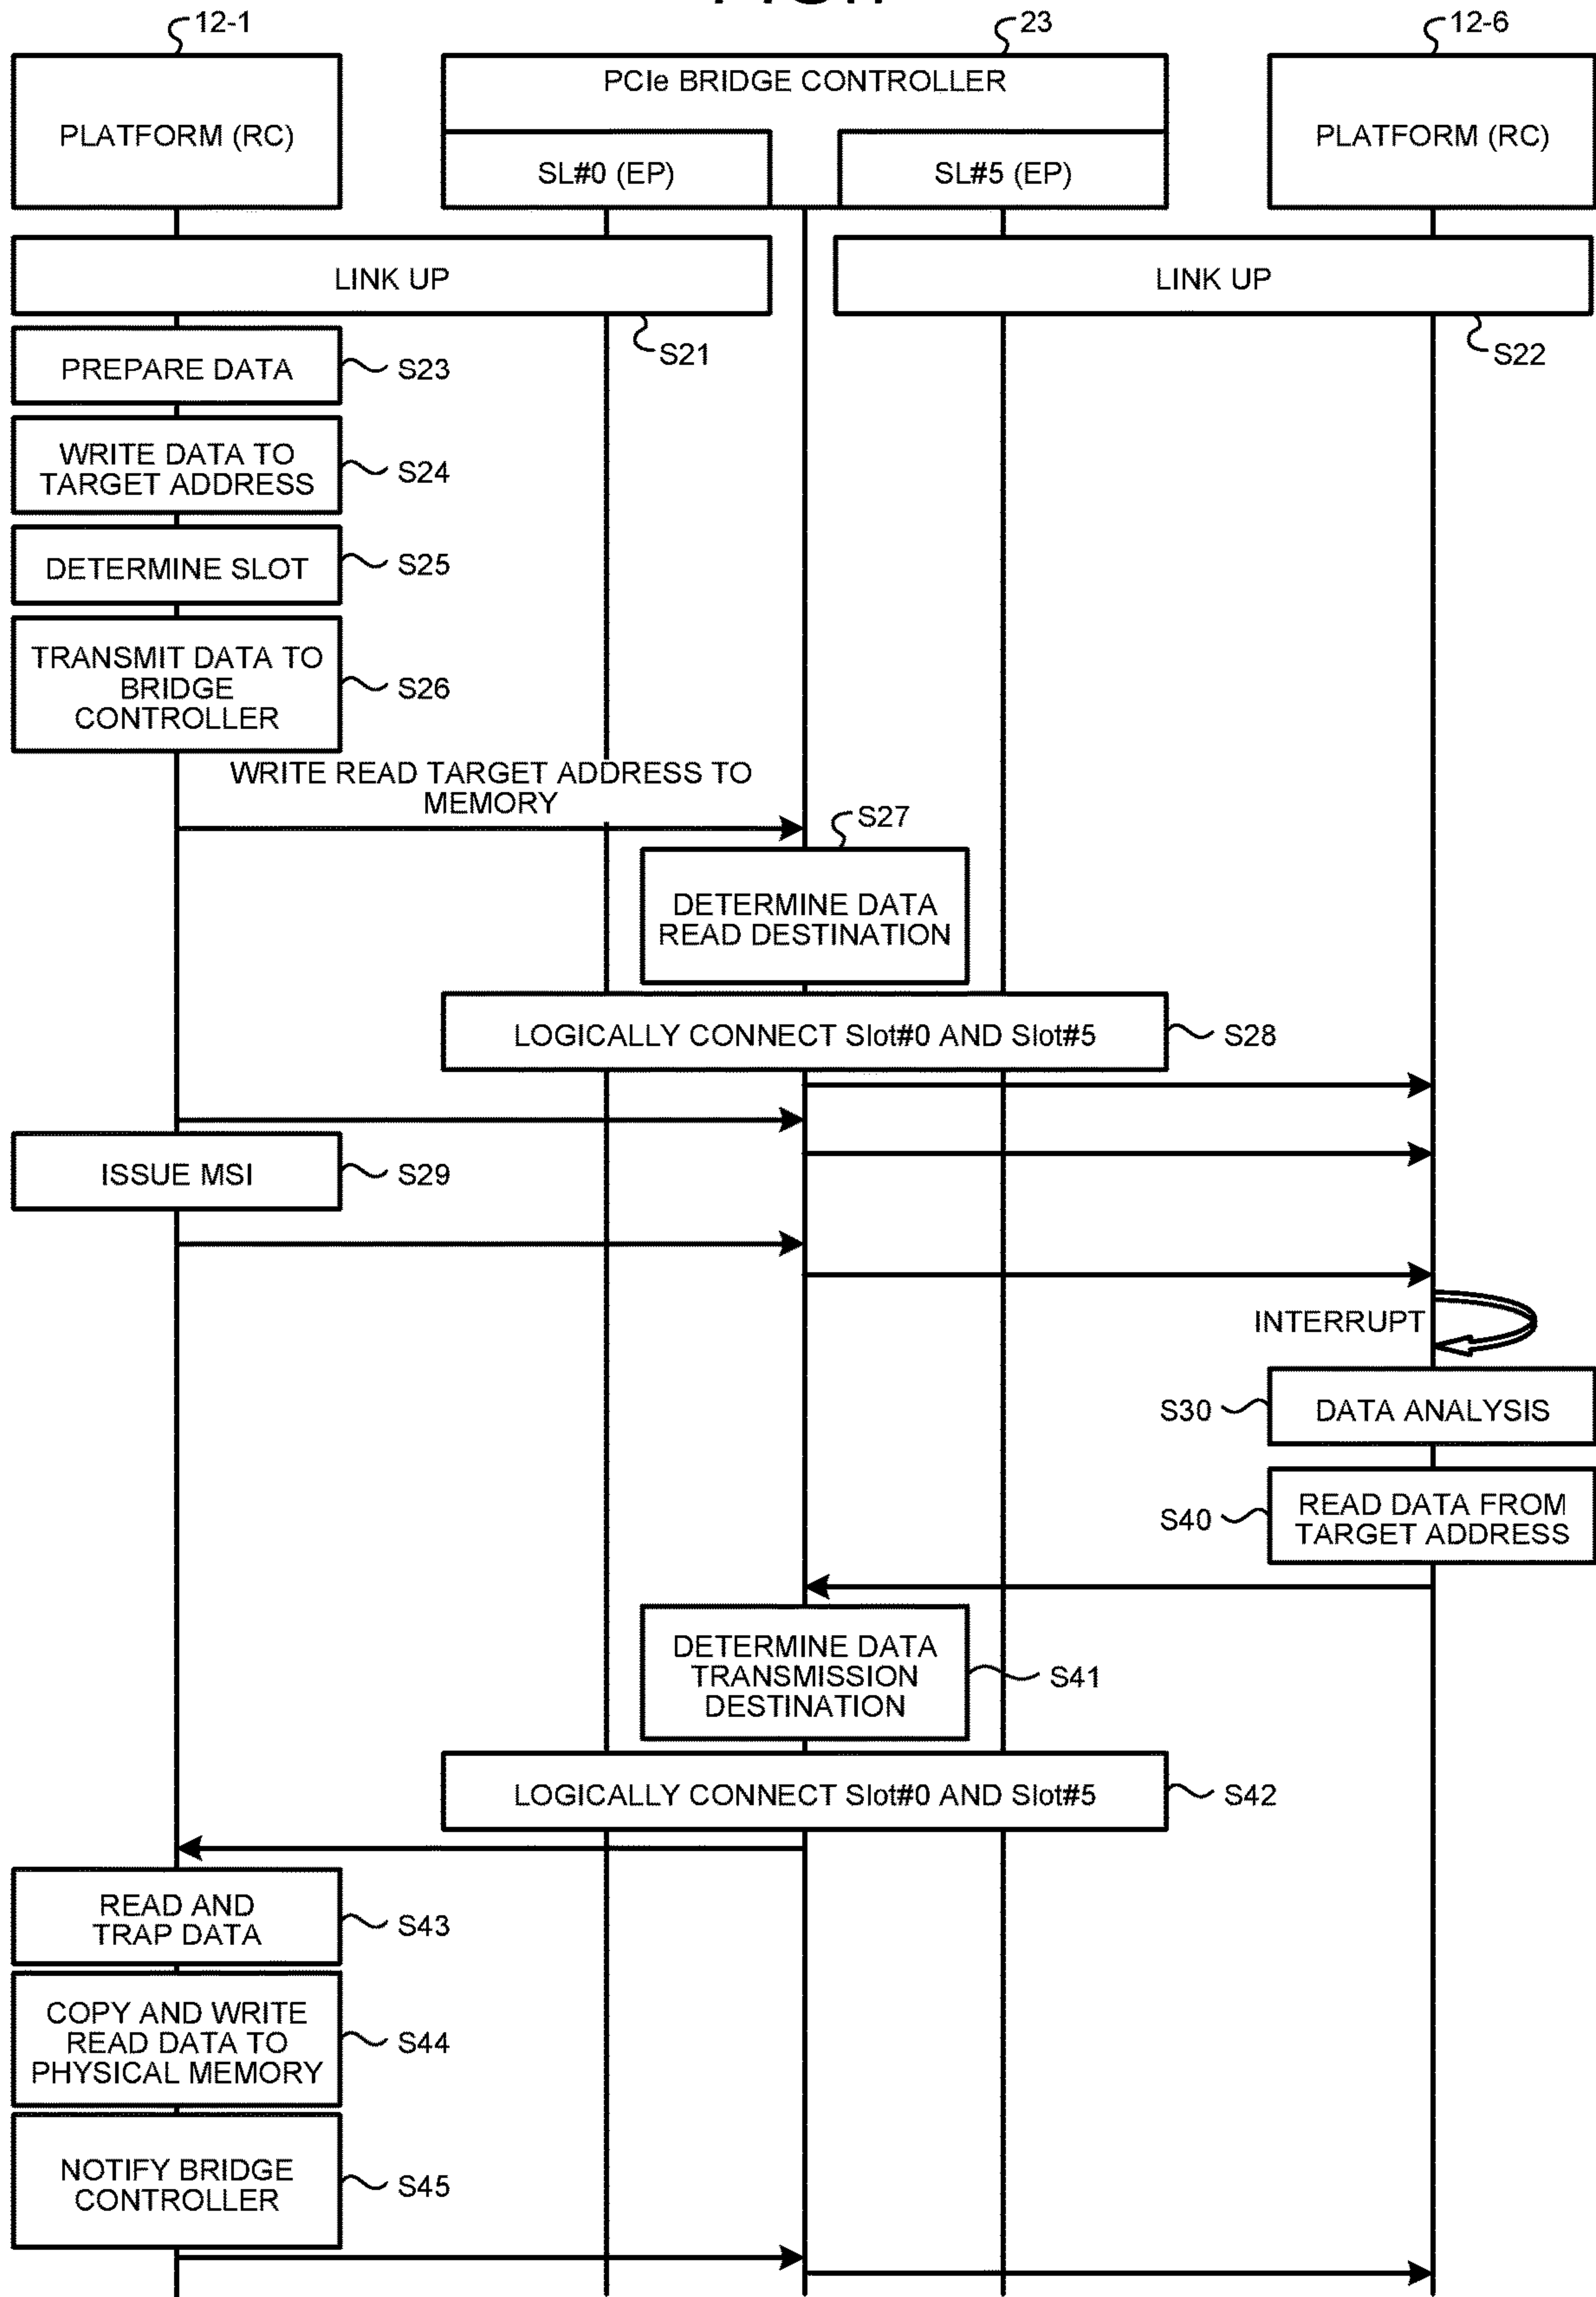 12-1
23
12-6
PLATFORM (RC)
PCIe BRIDGE CONTROLLER
SL#0 (EP)
SL#5 (EP)
PLATFORM (RC)
LINK UP
LINK UP
S21
S22
PREPARE DATA
S23
WRITE DATA TO
TARGET ADDRESS
S24
DETERMINE SLOT
S25
TRANSMIT DATA TO
BRIDGE
CONTROLLER
S26
WRITE READ TARGET ADDRESS TO
MEMORY
S27
DETERMINE DATA
READ DESTINATION
LOGICALLY CONNECT Slot#0 AND Slot#5
S28
ISSUE MSI
S29
INTERRUPT
S30
DATA ANALYSIS
S40
READ DATA FROM
TARGET ADDRESS
DETERMINE DATA
TRANSMISSION
DESTINATION
S41
LOGICALLY CONNECT Slot#0 AND Slot#5
S42
READ AND
TRAP DATA
S43
COPY AND WRITE
READ DATA TO
PHYSICAL MEMORY
S44
NOTIFY BRIDGE
CONTROLLER
S45